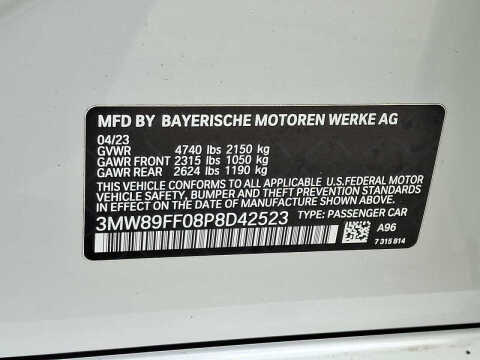 MFD BY BAYERISCHE MOTOREN WERKE AG
04/23
GVWR 4740 lbs 2150 kg
GAWR FRONT 2315 lbs 1050 kg
GAWR REAR 2624 lbs 1190 kg
THIS VEHICLE CONFORMS TO ALL APPLICABLE U.S.FEDERAL MOTOR
VEHICLE SAFETY, BUMPER AND THEFT PREVENTION STANDARDS
IN EFFECT ON THE DATE OF MANUFACTURE SHOWN ABOVE.
3MW89FF08P8D42523 TYPE: PASSENGER CAR
A96
7 315 814